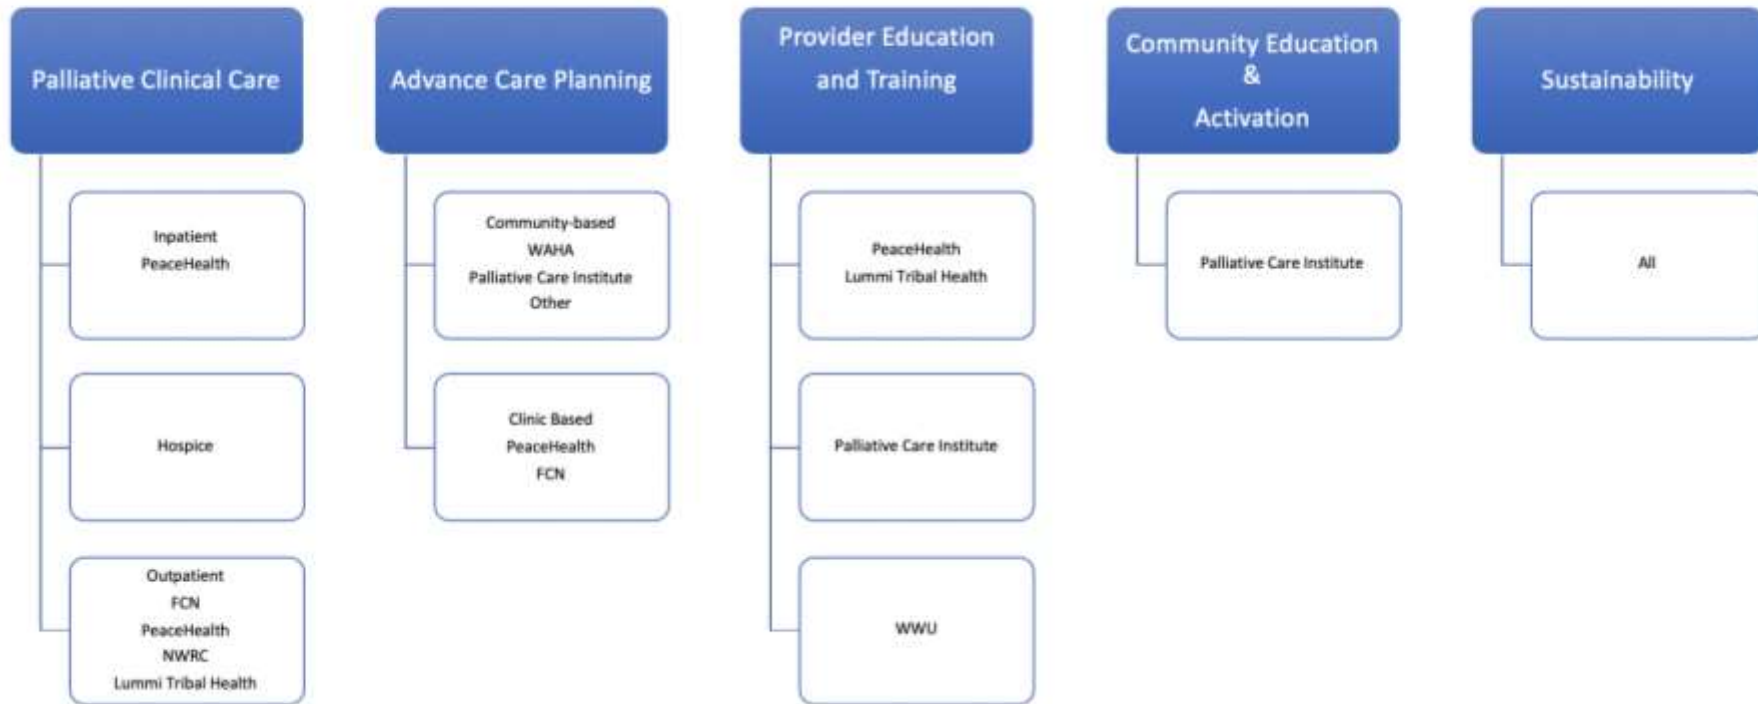 Palliative Clinical Care
Inpatient
PeaceHealth
Hospice
Outpatient
FCN
PeaceHealth
NWRC
Lummi Tribal Health
Advance Care Planning
Community-based
WAHA
Palliative Care Institute
Other
Clinic Based
PeaceHealth
FCN
Provider Education
and Training
PeaceHealth
Lummi Tribal Health
Palliative Care Institute
WWU
Community Education
&
Activation
Palliative Care Institute
Sustainability
All